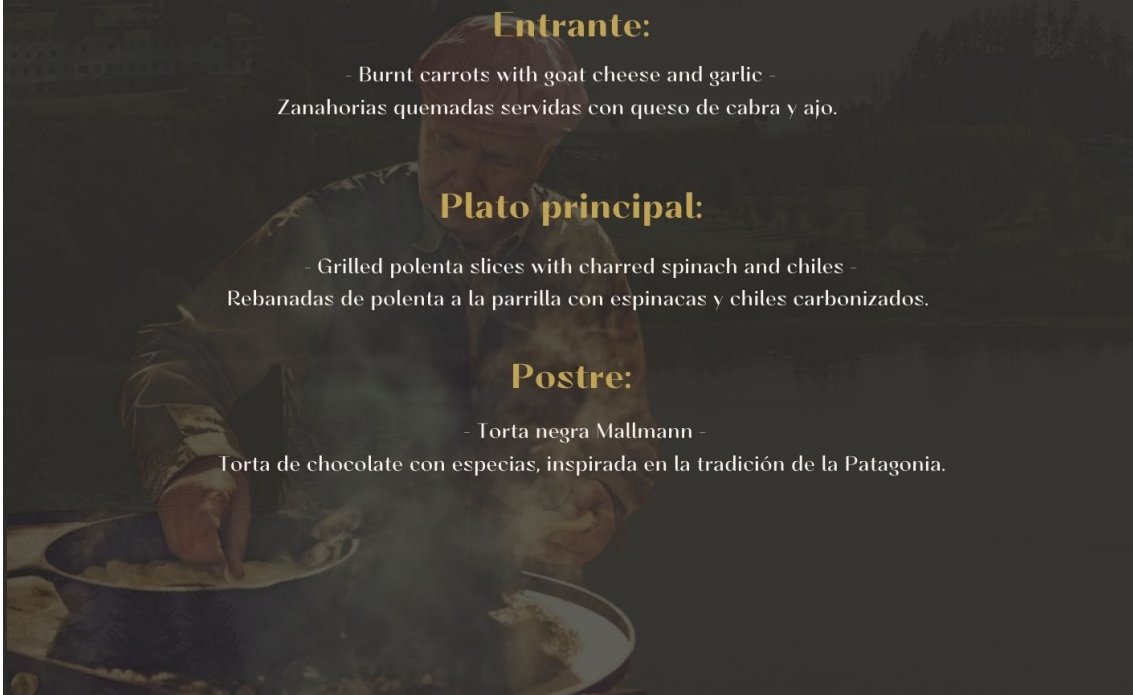 Entrante:
- Burnt carrots with goat cheese and garlic -
Zanahorias quemadas servidas con queso de cabra y ajo.
Plato principal:
- Grilled polenta slices with charred spinach and chiles -
Rebanadas de polenta a la parrilla con espinacas y chiles carbonizados.
Postre:
- Torta negra Mallmann -
Torta de chocolate con especias, inspirada en la tradición de la Patagonia.